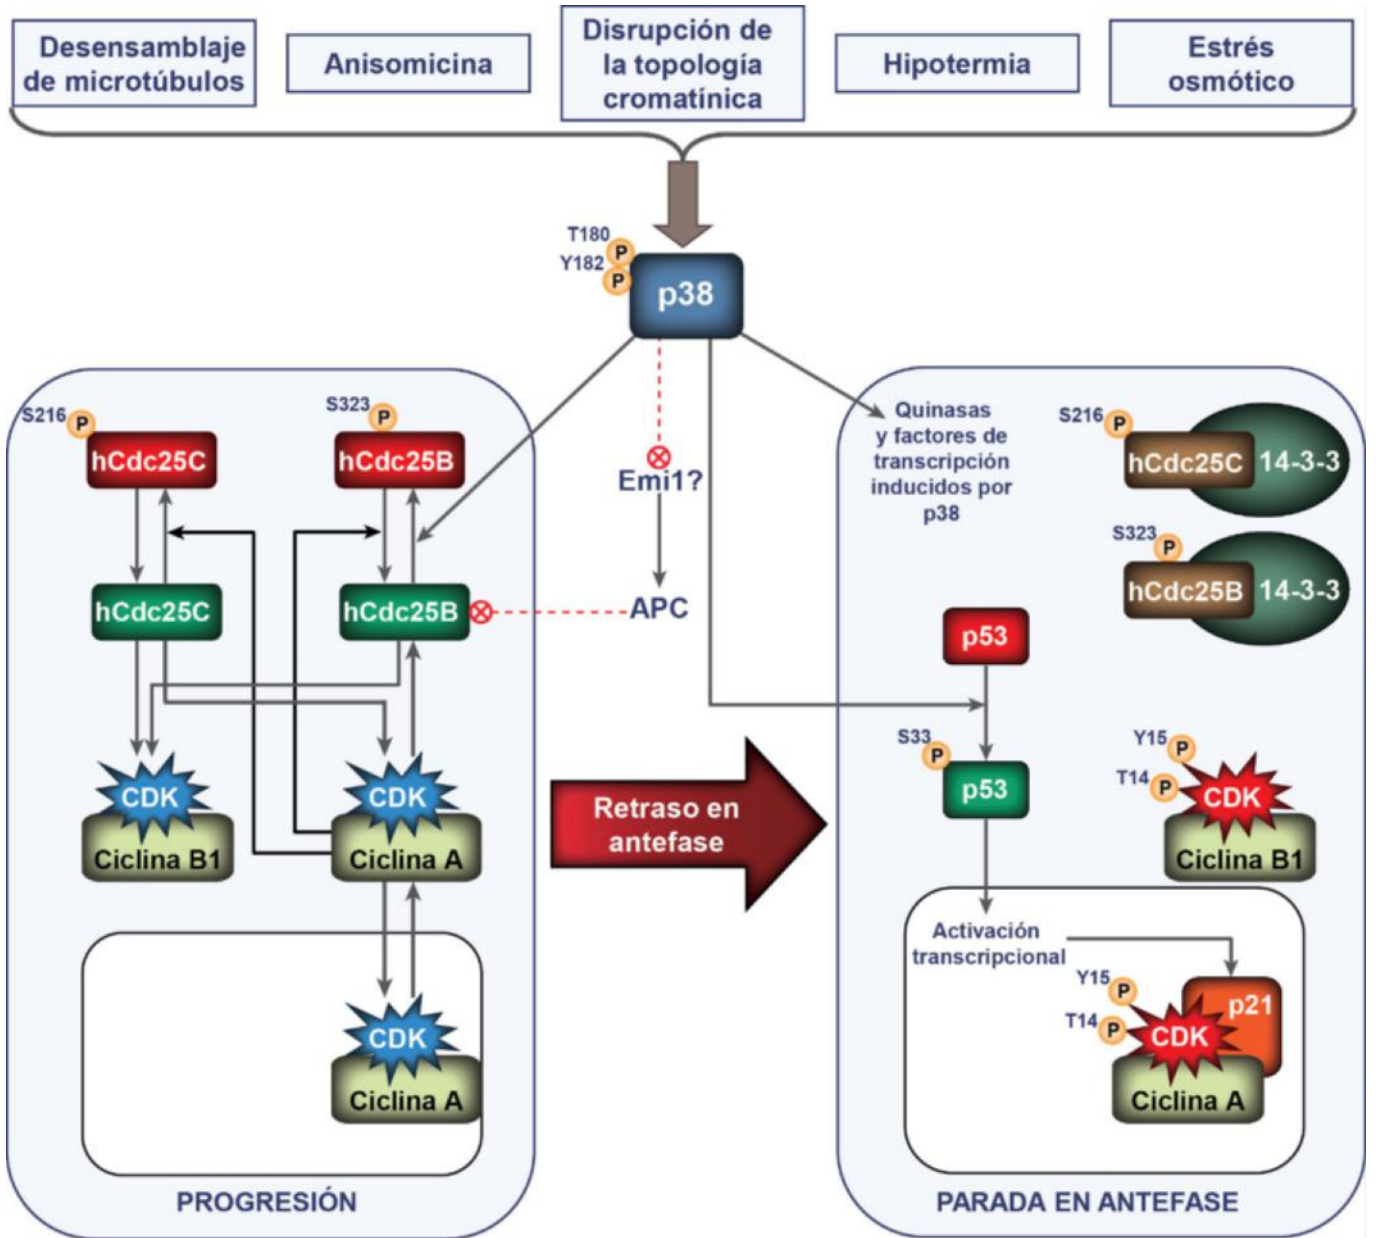 Desensamblaje
de microtúbulos
Anisomicina
Disrupción de
la topología
cromatínica
Hipotermia
Estrés
osmótico
T180
P
Y182
P
p38
S216
P
hCdc25C
S323
P
hCdc25B
hCdc25C
hCdc25B
CDK
Ciclina B1
CDK
Ciclina A
CDK
Ciclina A
PROGRESIÓN
Emi1?
APC
Retraso en
antefase
Quinasas
y factores de
transcripción
inducidos por
p38
S216
P
hCdc25C
14-3-3
S323
P
hCdc25B
14-3-3
p53
S33
P
p53
Y15
P
T14
P
CDK
Ciclina B1
Activación
transcripcional
Y15
P
T14
P
CDK
p21
Ciclina A
PARADA EN ANTEFASE